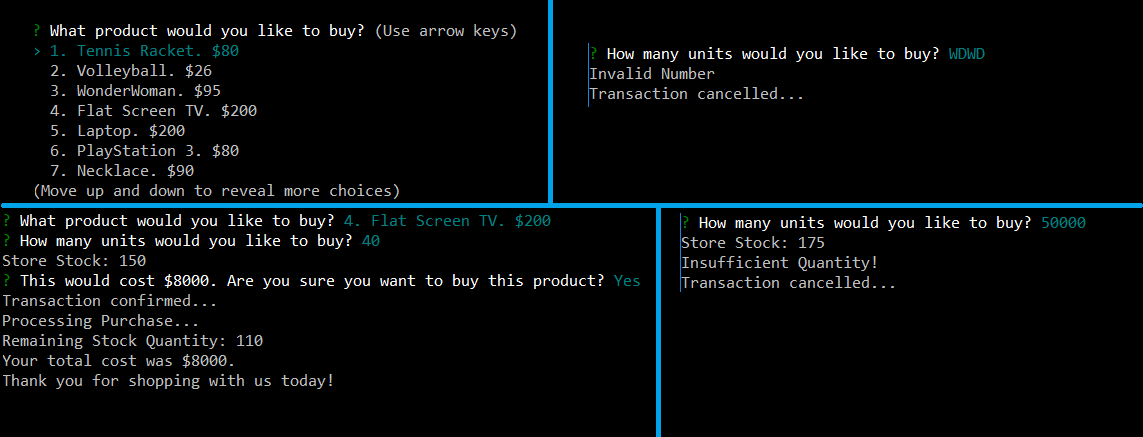 ? What product would you like to buy? (Use arrow keys)
> 1. Tennis Racket. $80
2. Volleyball. $26
3. WonderWoman. $95
4. Flat Screen TV. $200
5. Laptop. $200
6. PlayStation 3. $80
7. Necklace. $90
(Move up and down to reveal more choices)
? How many units would you like to buy? WDWD
Invalid Number
Transaction cancelled...
? What product would you like to buy? 4. Flat Screen TV. $200
? How many units would you like to buy? 40
Store Stock: 150
? This would cost $8000. Are you sure you want to buy this product? Yes
Transaction confirmed...
Processing Purchase...
Remaining Stock Quantity: 110
Your total cost was $8000.
Thank you for shopping with us today!
? How many units would you like to buy? 50000
Store Stock: 175
Insufficient Quantity!
Transaction cancelled...